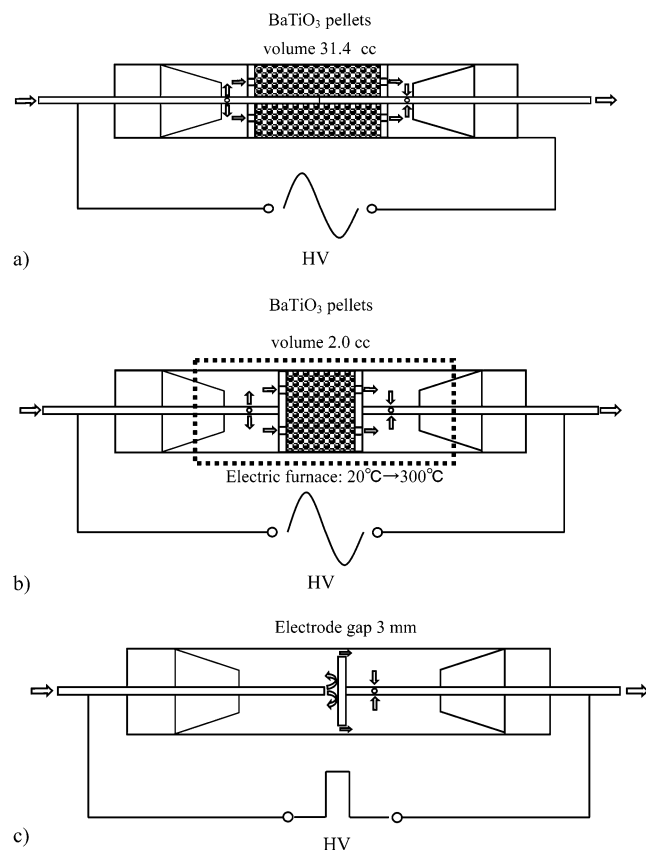 BaTiO₃ pellets
volume 31.4 cc
HV
a)
BaTiO₃ pellets
volume 2.0 cc
Electric furnace: 20℃→300℃
HV
b)
Electrode gap 3 mm
HV
c)